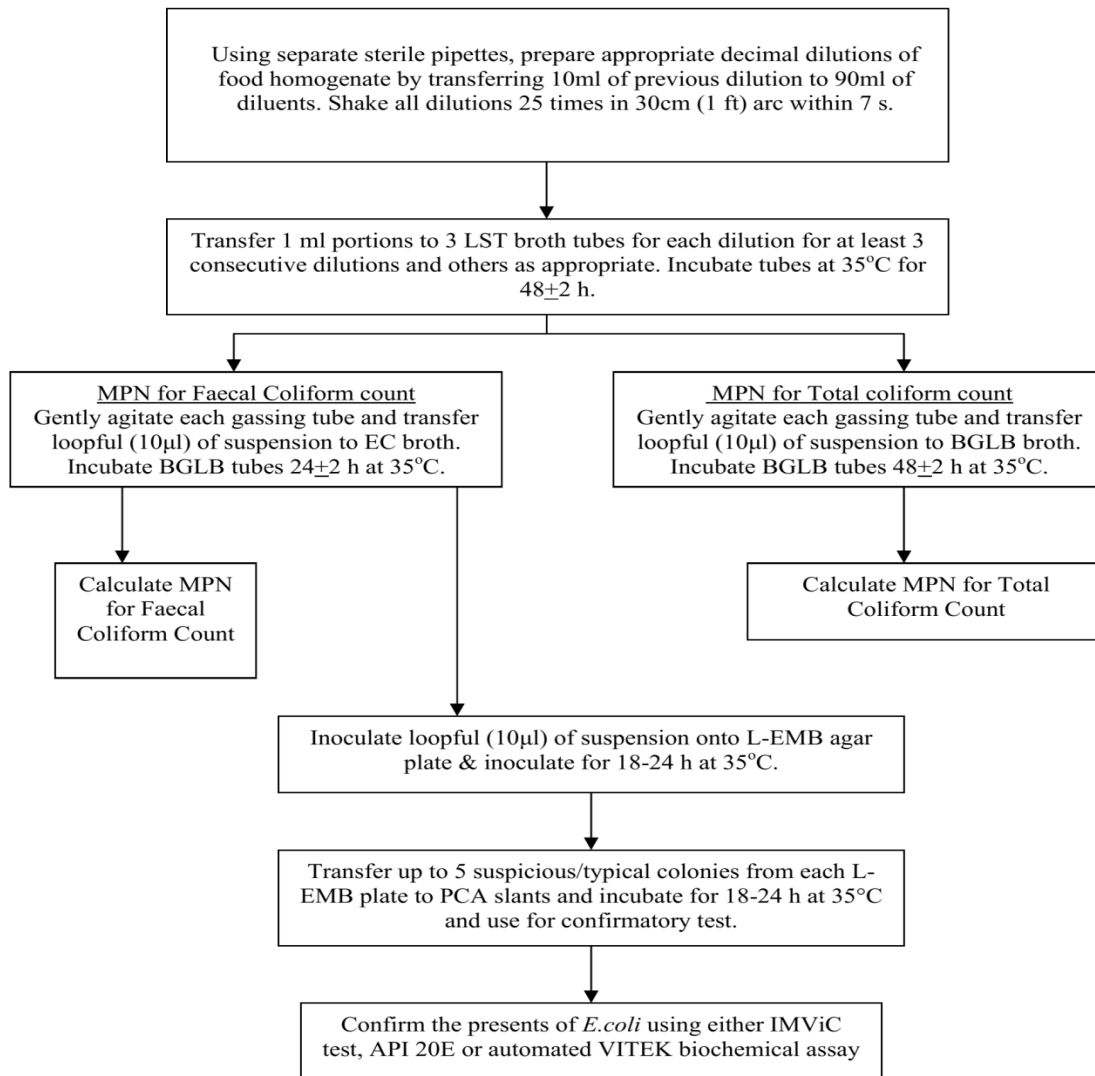 Using separate sterile pipettes, prepare appropriate decimal dilutions of
food homogenate by transferring 10ml of previous dilution to 90ml of
diluents. Shake all dilutions 25 times in 30cm (1 ft) arc within 7 s.
Transfer 1 ml portions to 3 LST broth tubes for each dilution for at least 3
consecutive dilutions and others as appropriate. Incubate tubes at 35°C for
48±2 h.
MPN for Faecal Coliform count
Gently agitate each gassing tube and transfer
loopful (10µl) of suspension to EC broth.
Incubate BGLB tubes 24±2 h at 35°C.
MPN for Total coliform count
Gently agitate each gassing tube and transfer
loopful (10µl) of suspension to BGLB broth.
Incubate BGLB tubes 48±2 h at 35°C.
Calculate MPN
for Faecal
Coliform Count
Calculate MPN for Total
Coliform Count
Inoculate loopful (10µl) of suspension onto L-EMB agar
plate & inoculate for 18-24 h at 35°C.
Transfer up to 5 suspicious/typical colonies from each L-
EMB plate to PCA slants and incubate for 18-24 h at 35°C
and use for confirmatory test.
Confirm the presents of E.coli using either IMViC
test, API 20E or automated VITEK biochemical assay